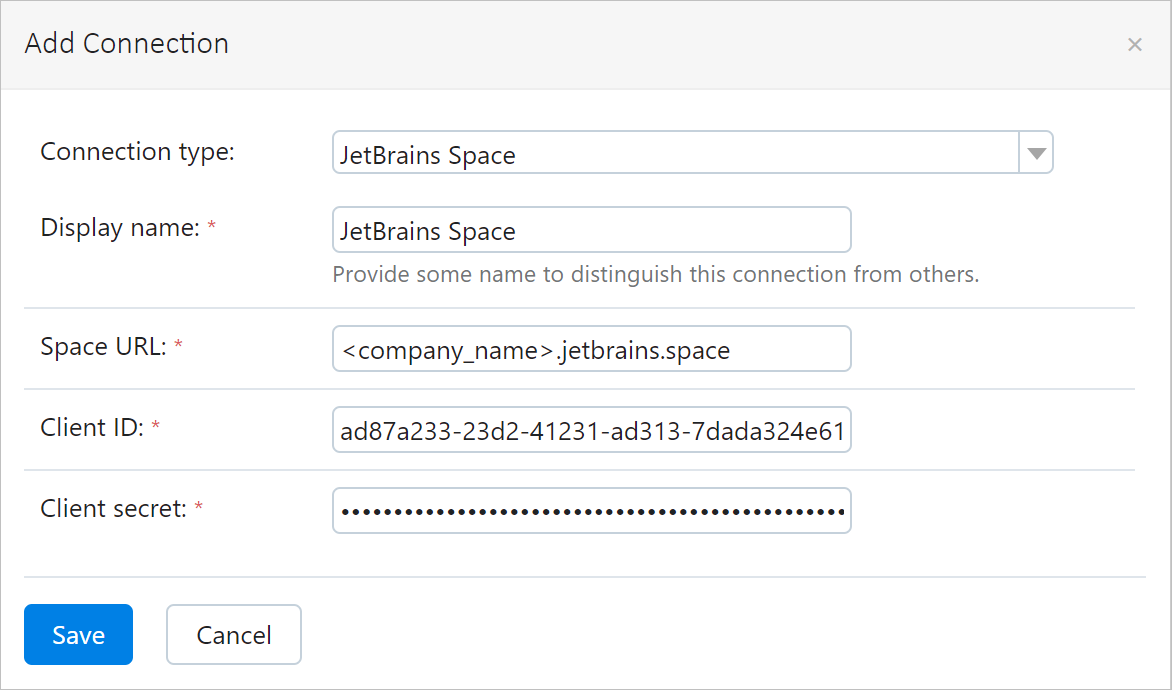 Add Connection
Connection type: JetBrains Space
Display name: * JetBrains Space
Provide some name to distinguish this connection from others.
Space URL: * <company_name>.jetbrains.space
Client ID: * ad87a233-23d2-41231-ad313-7dada324e61
Client secret: * ••••••••••••••••••••••••••••••••••••••••••••••••
Save Cancel